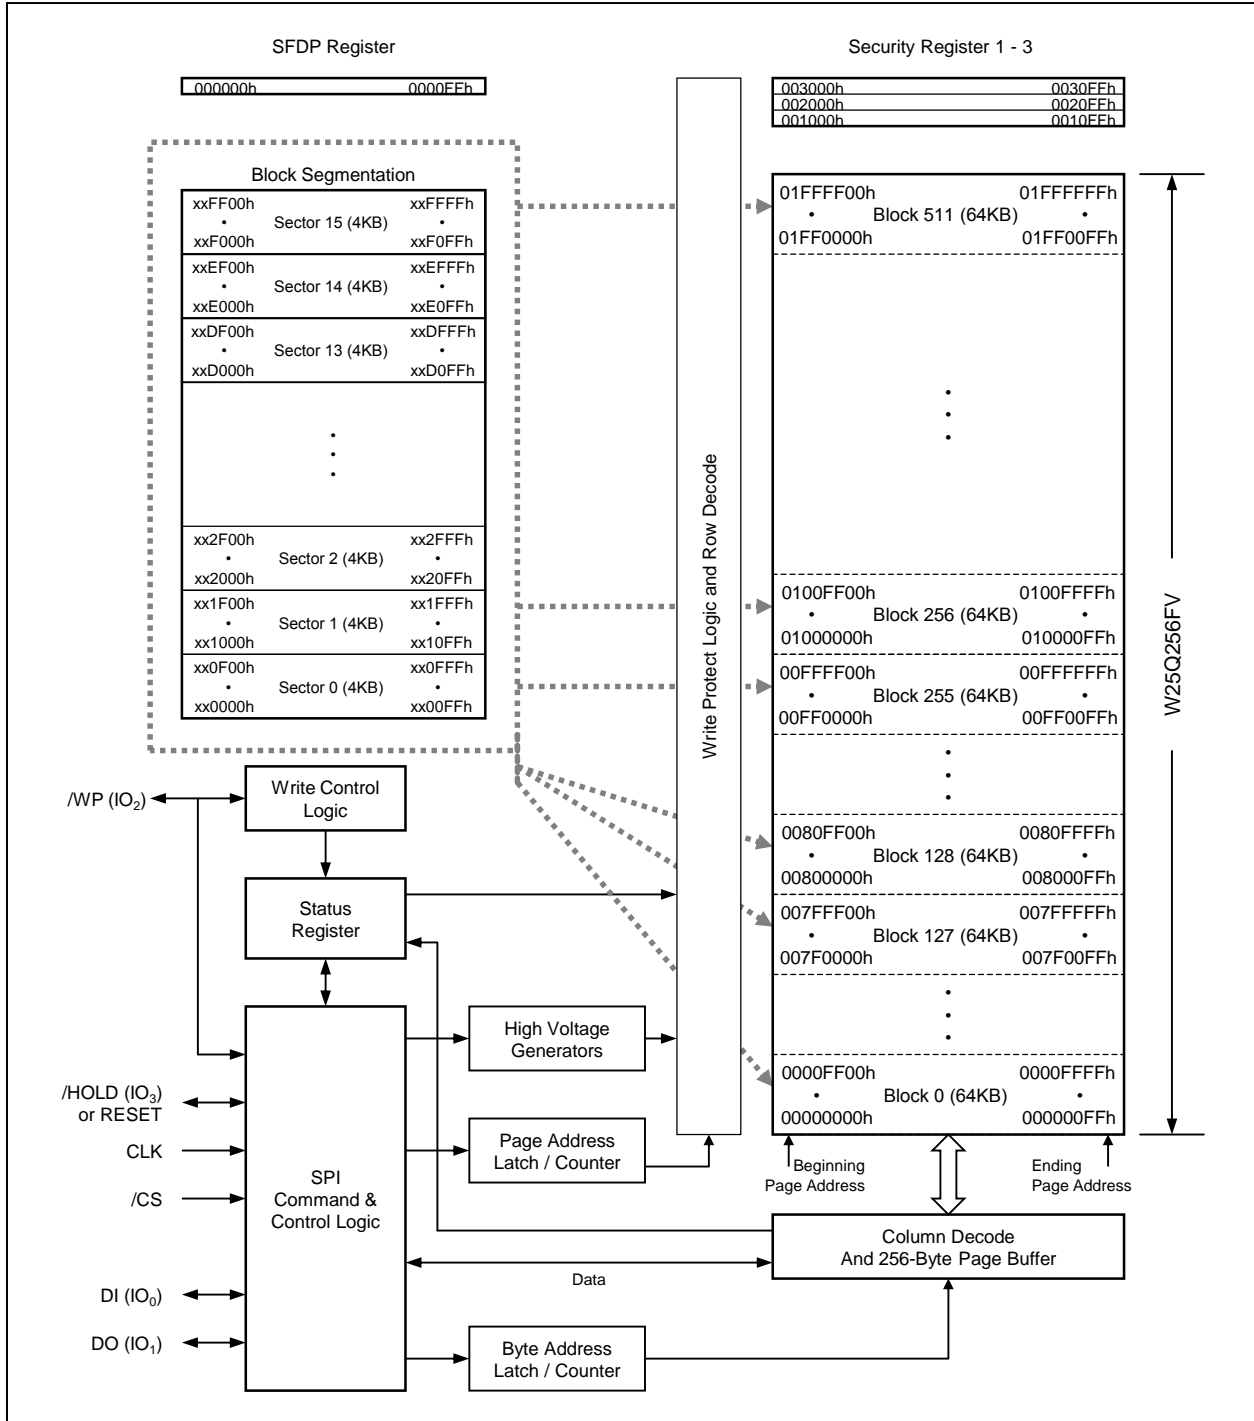 SFDP Register
000000h 0000FFh
Security Register 1 - 3
003000h 0030FFh
002000h 0020FFh
001000h 0010FFh
Block Segmentation
xxFF00h xxFFFFh
• Sector 15 (4KB) •
xxF000h xxF0FFh
xxEF00h xxEFFFh
• Sector 14 (4KB) •
xxE000h xxE0FFh
xxDF00h xxDFFFh
• Sector 13 (4KB) •
xxD000h xxD0FFh
xx2F00h xx2FFFh
• Sector 2 (4KB) •
xx2000h xx20FFh
xx1F00h xx1FFFh
• Sector 1 (4KB) •
xx1000h xx10FFh
xx0F00h xx0FFFh
• Sector 0 (4KB) •
xx0000h xx00FFh
Write Protect Logic and Row Decode
01FFFF00h 01FFFFFFh
• Block 511 (64KB) •
01FF0000h 01FF00FFh
0100FF00h 0100FFFFh
• Block 256 (64KB) •
01000000h 010000FFh
00FFFF00h 00FFFFFFh
• Block 255 (64KB) •
00FF0000h 00FF00FFh
0080FF00h 0080FFFFh
• Block 128 (64KB) •
00800000h 008000FFh
007FFF00h 007FFFFFh
• Block 127 (64KB) •
007F0000h 007F00FFh
0000FF00h 0000FFFFh
• Block 0 (64KB) •
00000000h 000000FFh
W25Q256FV
Beginning
Page Address
Ending
Page Address
/WP (IO₂)
Write Control
Logic
Status
Register
High Voltage
Generators
/HOLD (IO₃)
or RESET
CLK
/CS
SPI
Command &
Control Logic
Page Address
Latch / Counter
Column Decode
And 256-Byte Page Buffer
Data
DI (IO₀)
DO (IO₁)
Byte Address
Latch / Counter